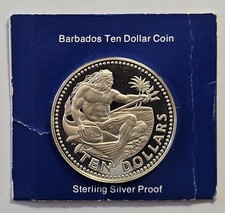 Barbados Ten Dollar Coin
TEN DOLLARS
Sterling Silver Proof